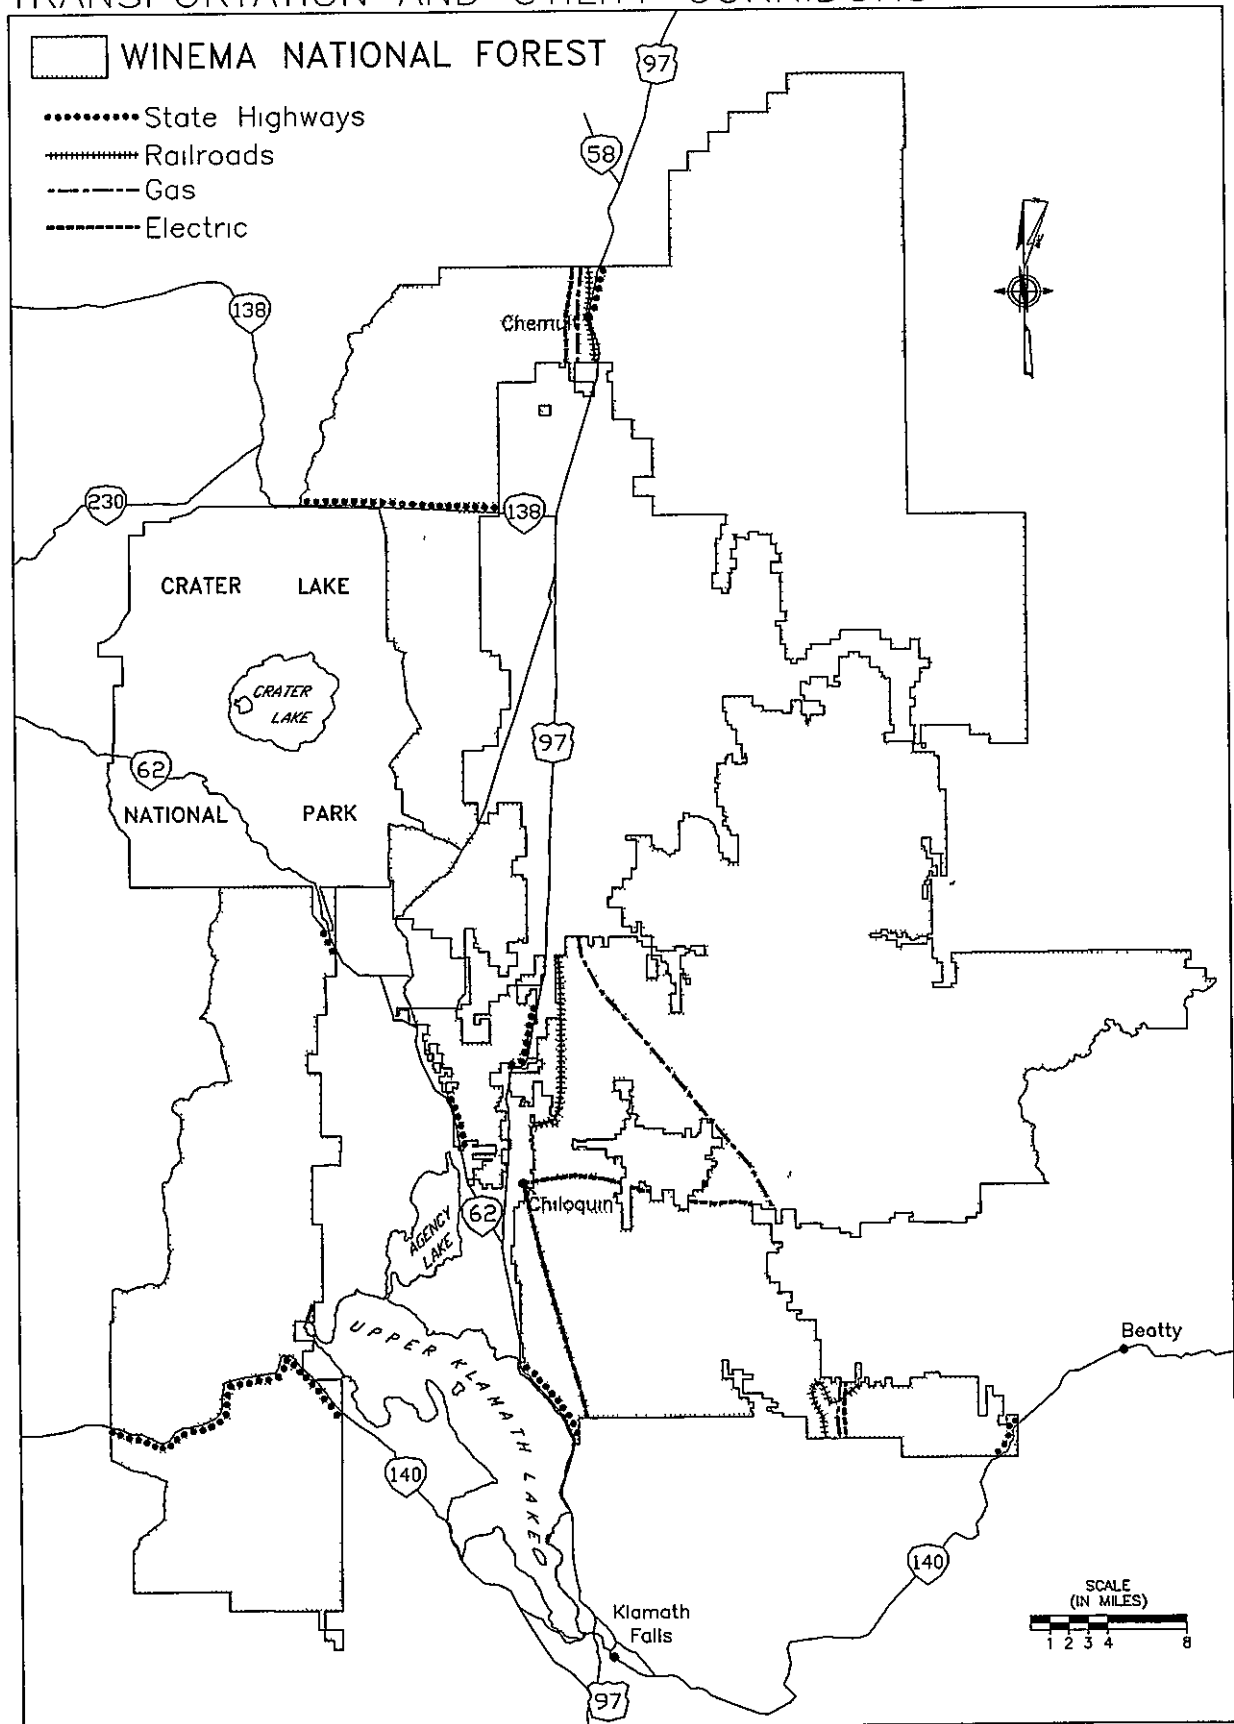 TRANSPORTATION AND UTILITY CORRIDORS
WINEMA NATIONAL FOREST
State Highways
Railroads
Gas
Electric
97
58
138
Chemult
230
138
CRATER LAKE
CRATER
LAKE
97
62
NATIONAL PARK
Chiloquin
62
AGENCY
LAKE
UPPER KLAMATH LAKE
Beatty
140
140
SCALE
(IN MILES)
1 2 3 4 8
Klamath
Falls
97